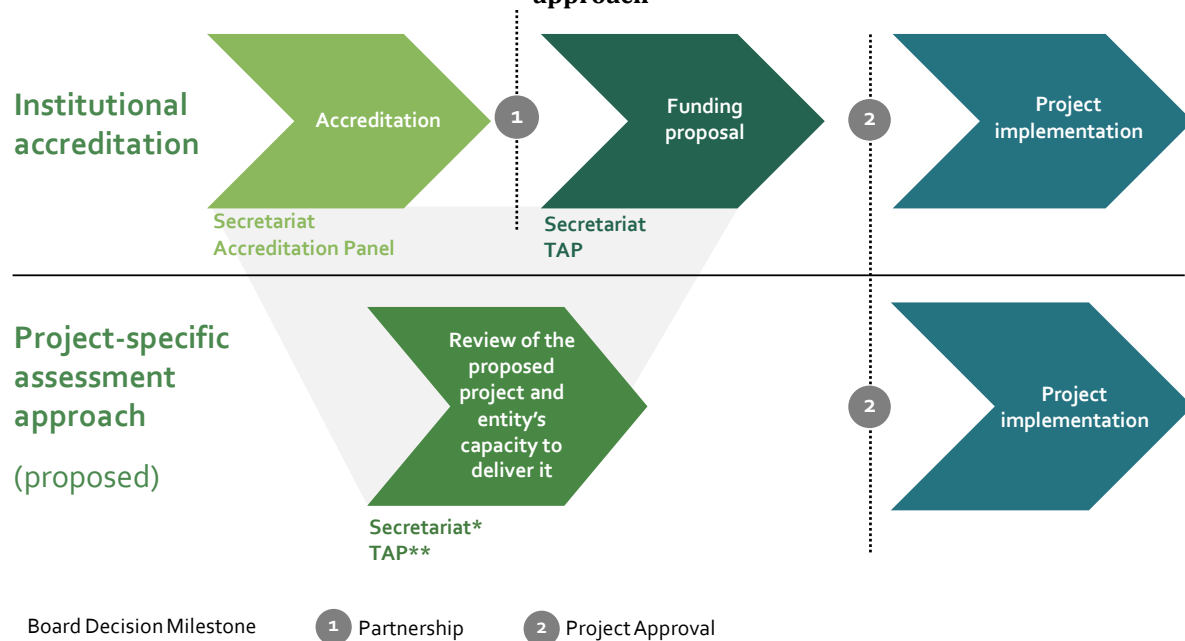 approach
Institutional
accreditation
Accreditation
1
Funding
proposal
2
Project
implementation
Secretariat
Accreditation Panel
Secretariat
TAP
Project-specific
assessment
approach
(proposed)
Review of the
proposed
project and
entity's
capacity to
deliver it
2
Project
implementation
Secretariat*
TAP**
Board Decision Milestone
1 Partnership
2 Project Approval